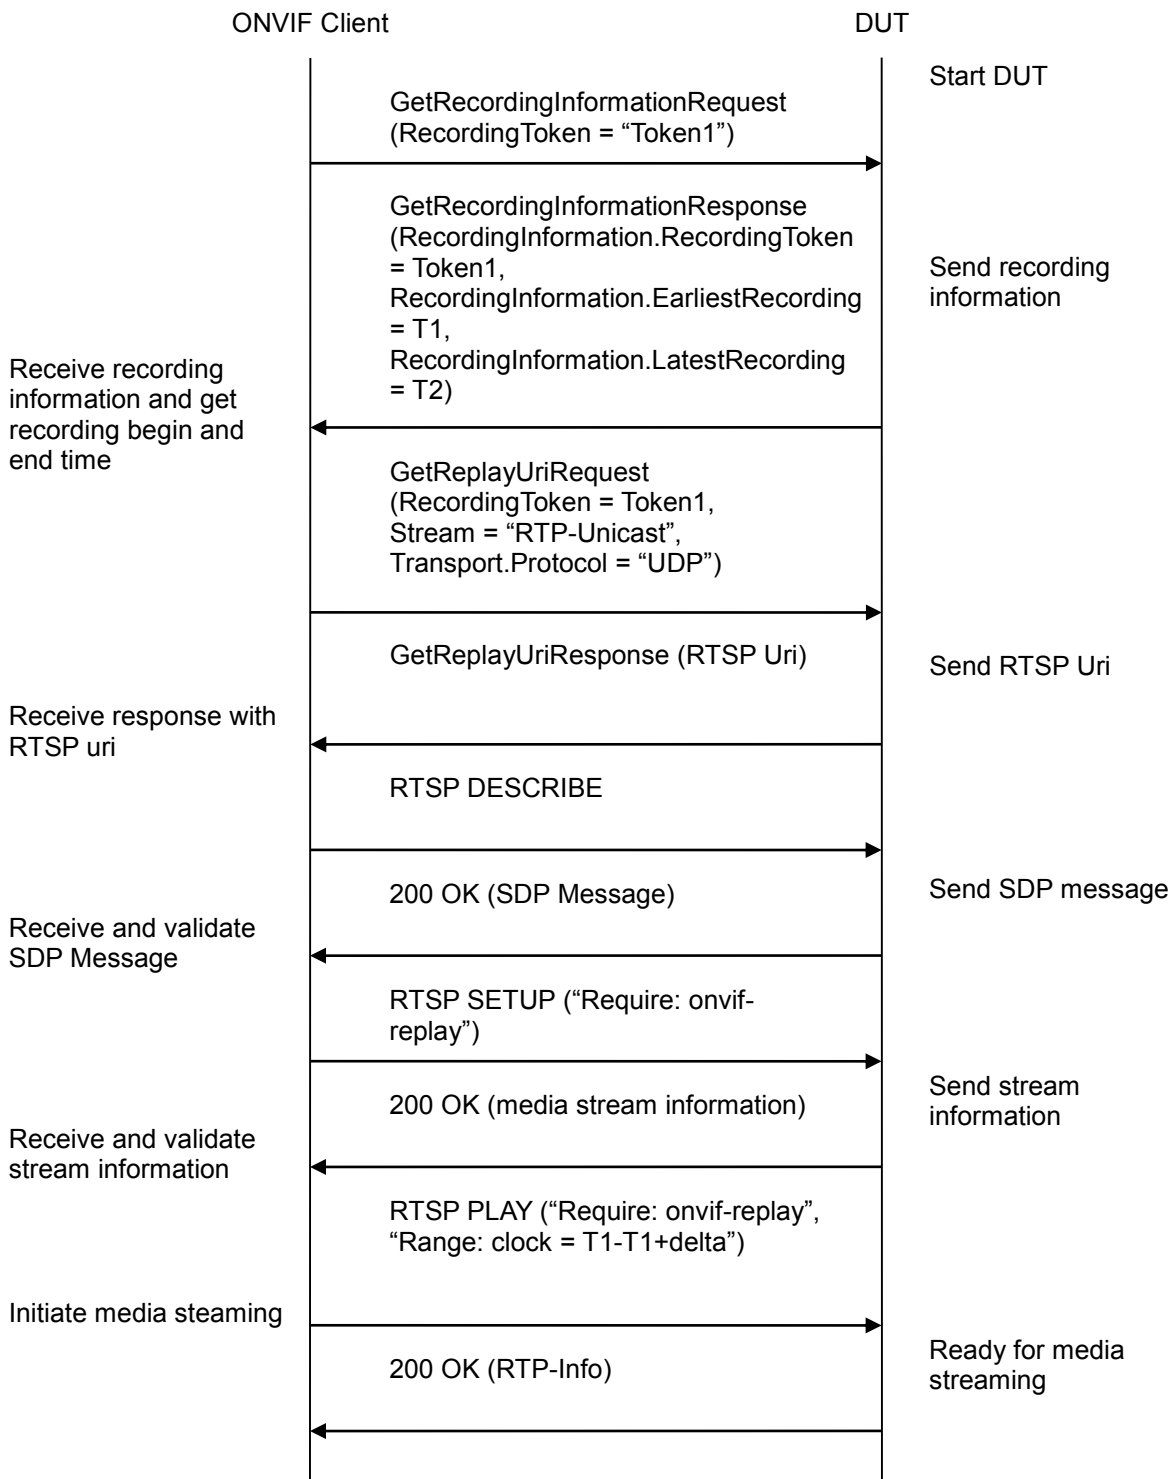 ONVIF Client
DUT
Start DUT
GetRecordingInformationRequest
(RecordingToken = “Token1”)
GetRecordingInformationResponse
(RecordingInformation.RecordingToken
= Token1,
RecordingInformation.EarliestRecording
= T1,
RecordingInformation.LatestRecording
= T2)
Send recording
information
Receive recording
information and get
recording begin and
end time
GetReplayUriRequest
(RecordingToken = Token1,
Stream = “RTP-Unicast”,
Transport.Protocol = “UDP”)
GetReplayUriResponse (RTSP Uri)
Send RTSP Uri
Receive response with
RTSP uri
RTSP DESCRIBE
200 OK (SDP Message)
Send SDP message
Receive and validate
SDP Message
RTSP SETUP (“Require: onvif-
replay”)
200 OK (media stream information)
Send stream
information
Receive and validate
stream information
RTSP PLAY (“Require: onvif-replay”,
“Range: clock = T1-T1+delta”)
Initiate media steaming
200 OK (RTP-Info)
Ready for media
streaming